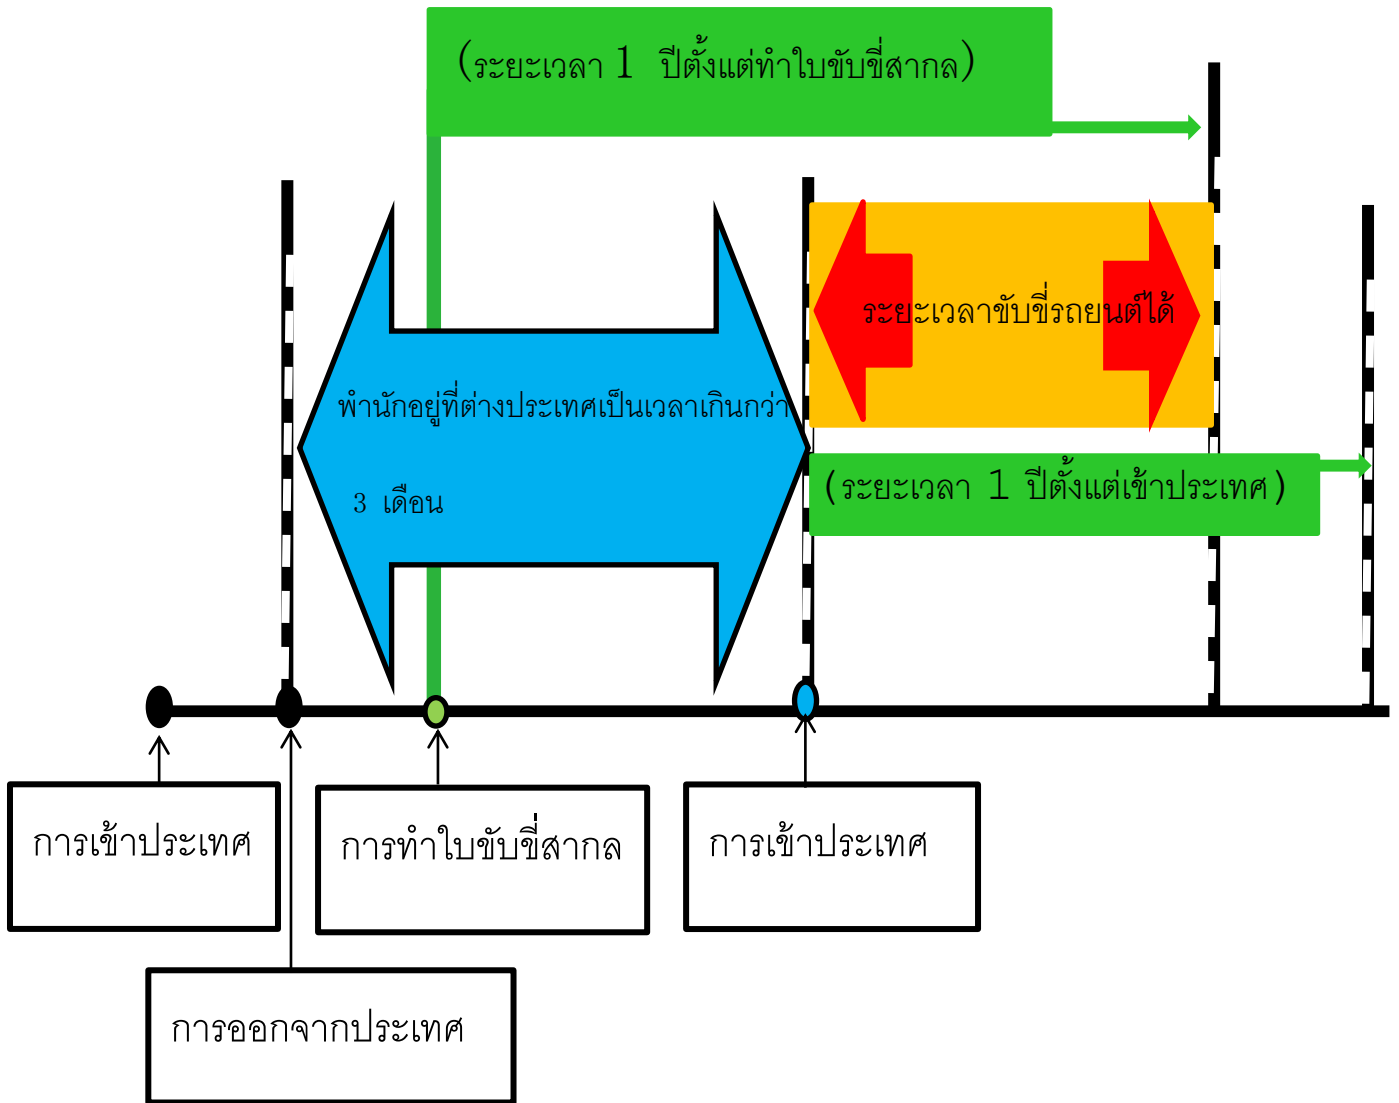 (ระยะเวลา 1 ปีตั้งแต่ทำใบขับขี่สากล)
ระยะเวลาขับขี่รถยนต์ได้
พำนักอยู่ที่ต่างประเทศเป็นเวลาเกินกว่า
3 เดือน
(ระยะเวลา 1 ปีตั้งแต่เข้าประเทศ)
การเข้าประเทศ
การทำใบขับขี่สากล
การเข้าประเทศ
การออกจากประเทศ